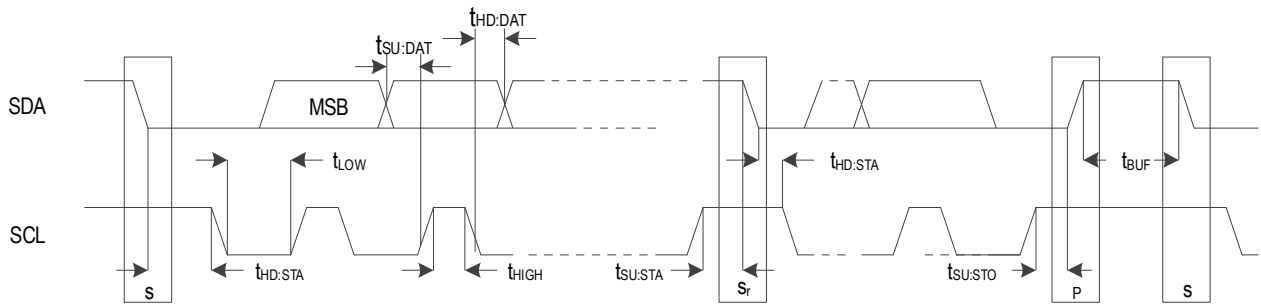 tHD:DAT
tSU:DAT
SDA
MSB
tLOW
tHD:STA
tBUF
SCL
tHD:STA
tHIGH
tSU:STA
tSU:STO
S
Sr
P
S